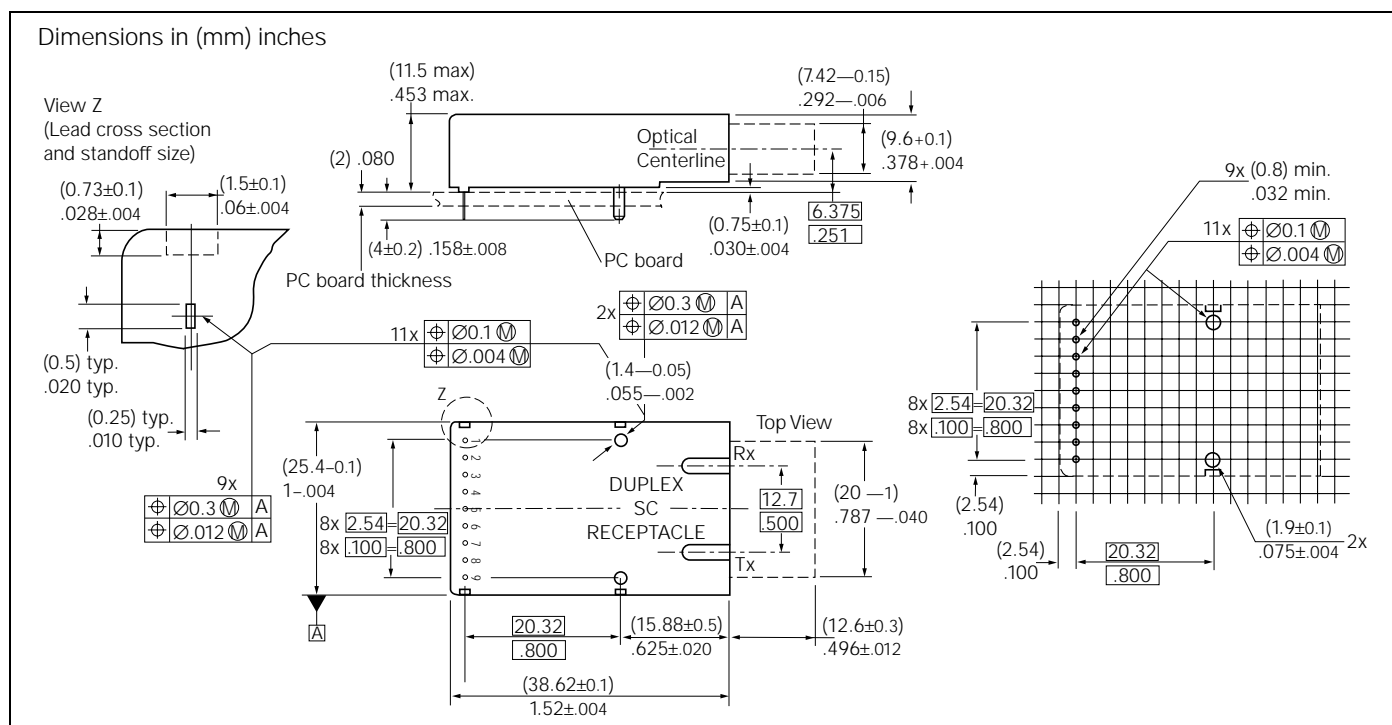 Dimensions in (mm) inches
View Z
(Lead cross section
and standoff size)
(0.73±0.1)
.028±.004
(1.5±0.1)
.06±.004
(0.5) typ.
.020 typ.
(0.25) typ.
.010 typ.
9x
⌖ Ø0.3 Ⓜ A
⌖ Ø.012 Ⓜ A
(11.5 max)
.453 max.
(2) .080
(4±0.2) .158±.008
PC board thickness
PC board
Optical
Centerline
(7.42—0.15)
.292—.006
(9.6+0.1)
.378+.004
(0.75±0.1)
.030±.004
6.375
.251
11x
⌖ Ø0.1 Ⓜ
⌖ Ø.004 Ⓜ
2x
⌖ Ø0.3 Ⓜ A
⌖ Ø.012 Ⓜ A
(1.4—0.05)
.055—.002
Z
Top View
(25.4–0.1)
1–.004
8x 2.54=20.32
8x .100=.800
1
2
3
4
5
6
7
8
9
Rx
DUPLEX
SC
RECEPTACLE
Tx
12.7
.500
(20 —1)
.787 —.040
A
20.32
.800
(15.88±0.5)
.625±.020
(12.6±0.3)
.496±.012
(38.62±0.1)
1.52±.004
9x (0.8) min.
.032 min.
11x
⌖ Ø0.1 Ⓜ
⌖ Ø.004 Ⓜ
8x 2.54=20.32
8x .100=.800
(2.54)
.100
(2.54)
.100
20.32
.800
(1.9±0.1)
.075±.004
2x